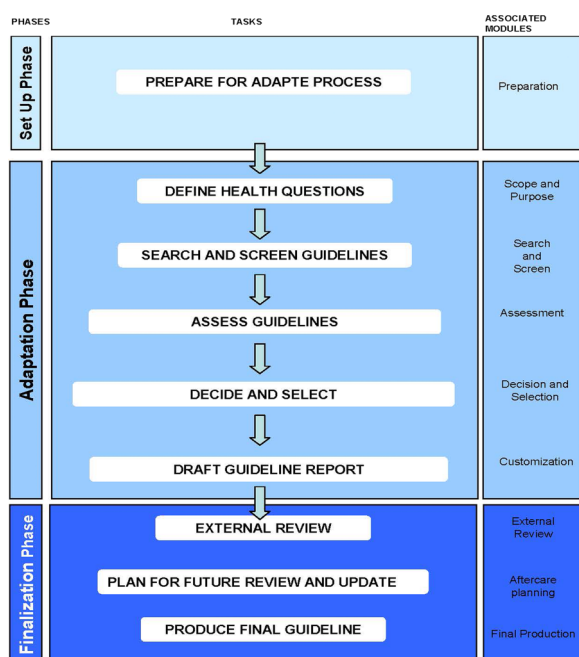 PHASES
TASKS
ASSOCIATED
MODULES
Set Up Phase
PREPARE FOR ADAPTE PROCESS
Preparation
Adaptation Phase
DEFINE HEALTH QUESTIONS
Scope and
Purpose
SEARCH AND SCREEN GUIDELINES
Search
and
Screen
ASSESS GUIDELINES
Assessment
DECIDE AND SELECT
Decision and
Selection
DRAFT GUIDELINE REPORT
Customization
Finalization Phase
EXTERNAL REVIEW
External
Review
PLAN FOR FUTURE REVIEW AND UPDATE
Aftercare
planning
PRODUCE FINAL GUIDELINE
Final Production